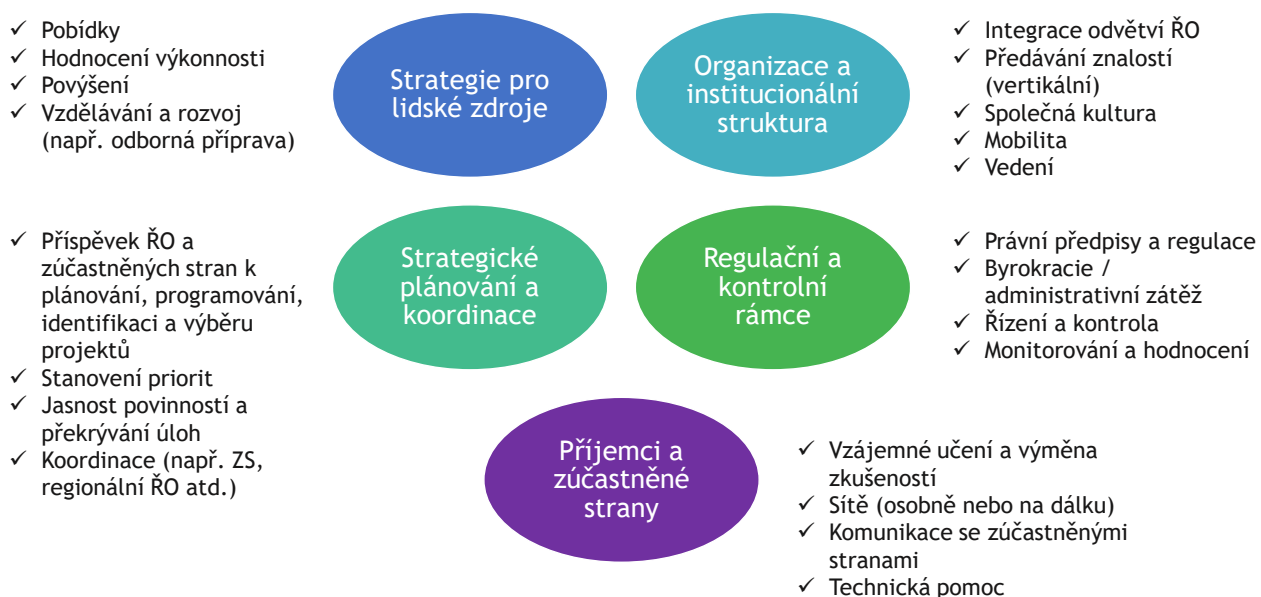 ✓ Pobídky
✓ Hodnocení výkonnosti
✓ Povýšení
✓ Vzdělávání a rozvoj
(např. odborná příprava)
Strategie pro
lidské zdroje
Organizace a
institucionální
struktura
✓ Integrace odvětví ŘO
✓ Předávání znalostí
(vertikální)
✓ Společná kultura
✓ Mobilita
✓ Vedení
✓ Příspěvek ŘO a
zúčastněných stran k
plánování, programování,
identifikaci a výběru
projektů
✓ Stanovení priorit
✓ Jasnost povinností a
překrývání úloh
✓ Koordinace (např. ZS,
regionální ŘO atd.)
Strategické
plánování a
koordinace
Regulační a
kontrolní
rámce
✓ Právní předpisy a regulace
✓ Byrokracie /
administrativní zátěž
✓ Řízení a kontrola
✓ Monitorování a hodnocení
Příjemci a
zúčastněné
strany
✓ Vzájemné učení a výměna
zkušeností
✓ Sítě (osobně nebo na dálku)
✓ Komunikace se zúčastněnými
stranami
✓ Technická pomoc